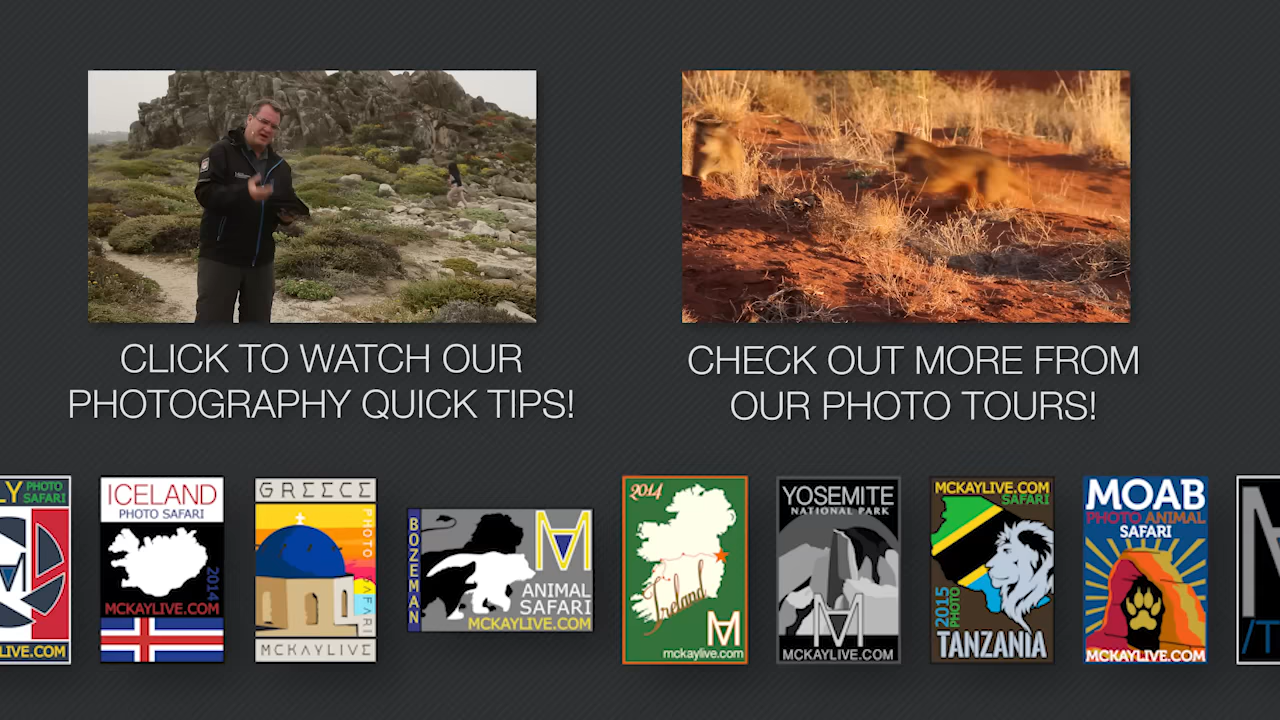 CLICK TO WATCH OUR
PHOTOGRAPHY QUICK TIPS!
CHECK OUT MORE FROM
OUR PHOTO TOURS!
LY PHOTO
SAFARI
LIVE.COM
ICELAND
PHOTO SAFARI
2014
MCKAYLIVE.COM
GREECE
PHOTO SAFARI
MCKAYLIVE
BOZEMAN
M
ANIMAL
SAFARI
MCKAYLIVE.COM
2014
Ireland
M
mckaylive.com
YOSEMITE
NATIONAL PARK
M
MCKAYLIVE.COM
MCKAYLIVE.COM
SAFARI
2015
PHOTO
TANZANIA
MOAB
PHOTO ANIMAL
SAFARI
MCKAYLIVE.COM
/T